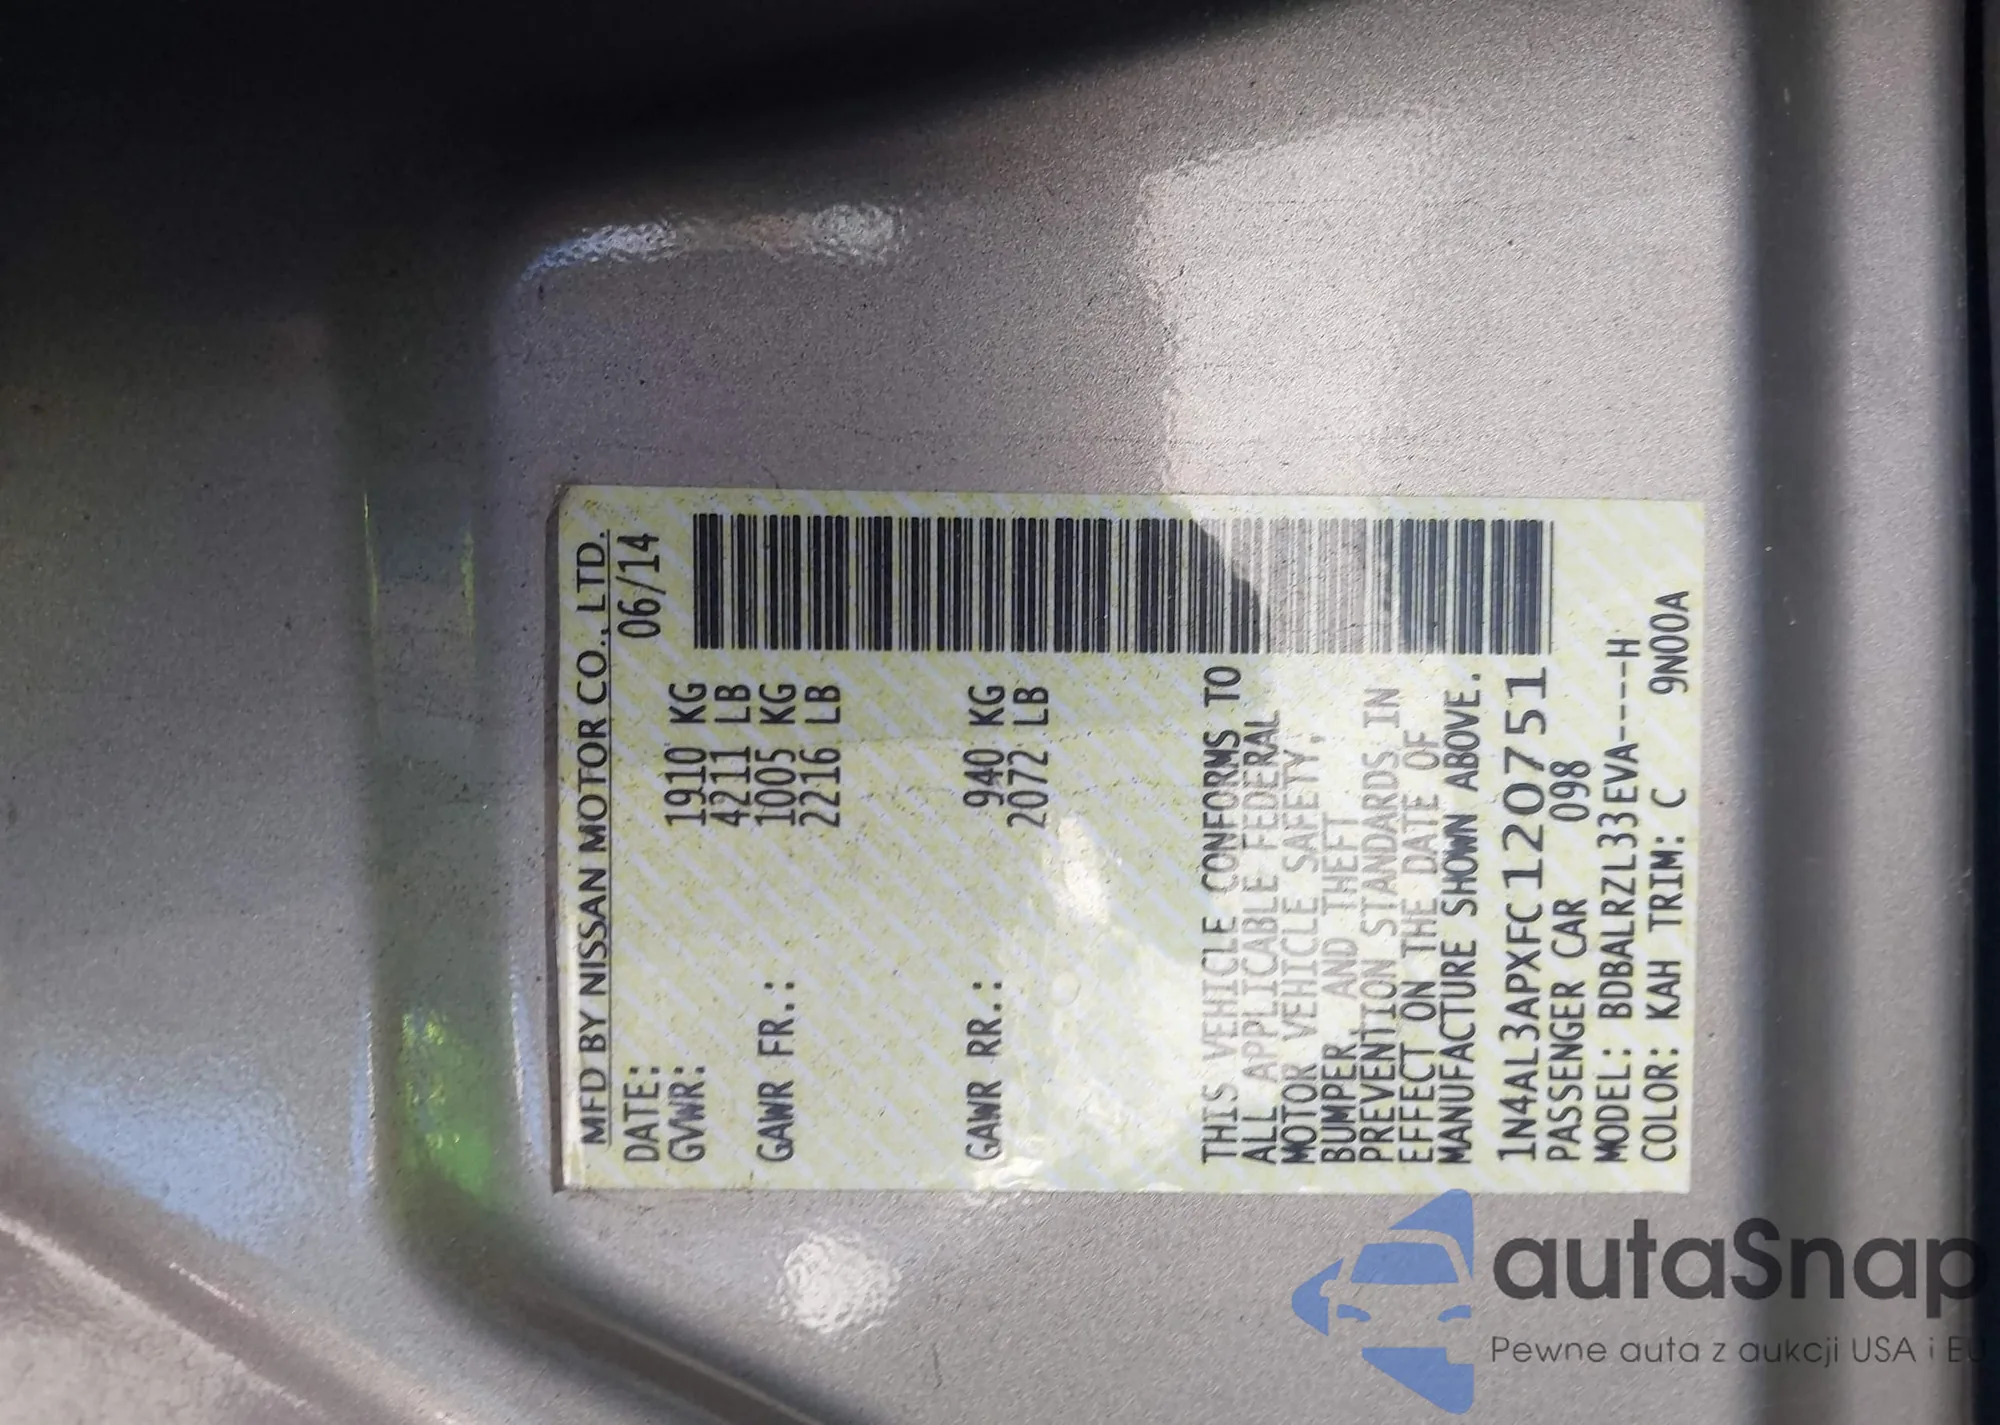 MFD BY NISSAN MOTOR CO., LTD.
DATE: 06/14
GVWR: 1910 KG
4211 LB
GAWR FR.: 1005 KG
2216 LB
GAWR RR.: 940 KG
2072 LB
THIS VEHICLE CONFORMS TO
ALL APPLICABLE FEDERAL
MOTOR VEHICLE SAFETY,
BUMPER, AND THEFT
PREVENTION STANDARDS IN
EFFECT ON THE DATE OF
MANUFACTURE SHOWN ABOVE.
1N4AL3APXFC120751
PASSENGER CAR 098
MODEL: BDBALRZL33EVA----H
COLOR: KAH TRIM: C 9N00A
autaSnap
Pewne auta z aukcji USA i EU